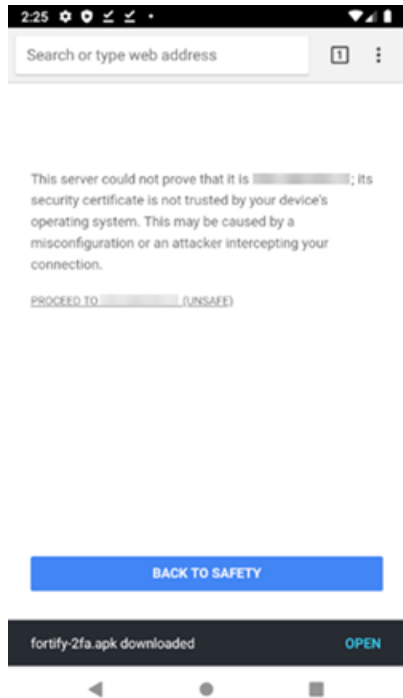 2:25
Search or type web address
1
This server could not prove that it is ; its
security certificate is not trusted by your device's
operating system. This may be caused by a
misconfiguration or an attacker intercepting your
connection.
PROCEED TO (UNSAFE)
BACK TO SAFETY
fortify-2fa.apk downloaded OPEN